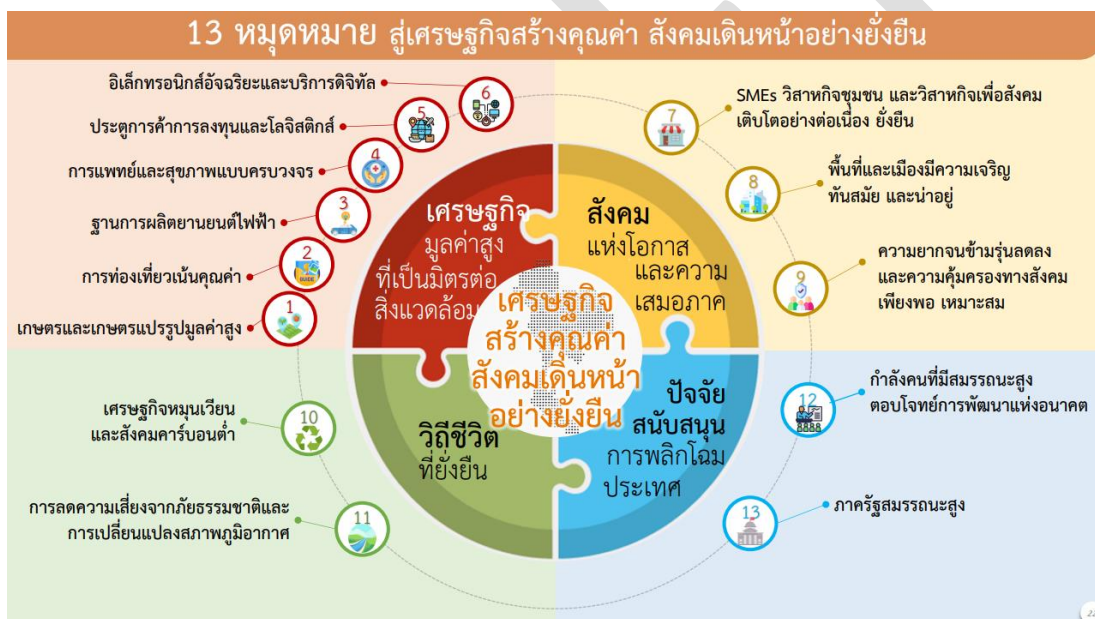 13 หมุดหมาย สู่เศรษฐกิจสร้างคุณค่า สังคมเดินหน้าอย่างยั่งยืน
อิเล็กทรอนิกส์อัจฉริยะและบริการดิจิทัล
6
ประตูการค้าการลงทุนและโลจิสติกส์
5
การแพทย์และสุขภาพแบบครบวงจร
4
ฐานการผลิตยานยนต์ไฟฟ้า
3
การท่องเที่ยวเน้นคุณค่า
2
เกษตรและเกษตรแปรรูปมูลค่าสูง
1
เศรษฐกิจ
มูลค่าสูง
ที่เป็นมิตรต่อ
สิ่งแวดล้อม
สังคม
แห่งโอกาส
และความ
เสมอภาค
7
SMEs วิสาหกิจชุมชน และวิสาหกิจเพื่อสังคม
เติบโตอย่างต่อเนื่อง ยั่งยืน
8
พื้นที่และเมืองมีความเจริญ
ทันสมัย และน่าอยู่
9
ความยากจนข้ามรุ่นลดลง
และความคุ้มครองทางสังคม
เพียงพอ เหมาะสม
เศรษฐกิจ
สร้างคุณค่า
สังคมเดินหน้า
อย่างยั่งยืน
เศรษฐกิจหมุนเวียน
และสังคมคาร์บอนต่ำ
10
การลดความเสี่ยงจากภัยธรรมชาติและ
การเปลี่ยนแปลงสภาพภูมิอากาศ
11
วิถีชีวิต
ที่ยั่งยืน
ปัจจัย
สนับสนุน
การพลิกโฉม
ประเทศ
12
กำลังคนที่มีสมรรถนะสูง
ตอบโจทย์การพัฒนาแห่งอนาคต
13
ภาครัฐสมรรถนะสูง